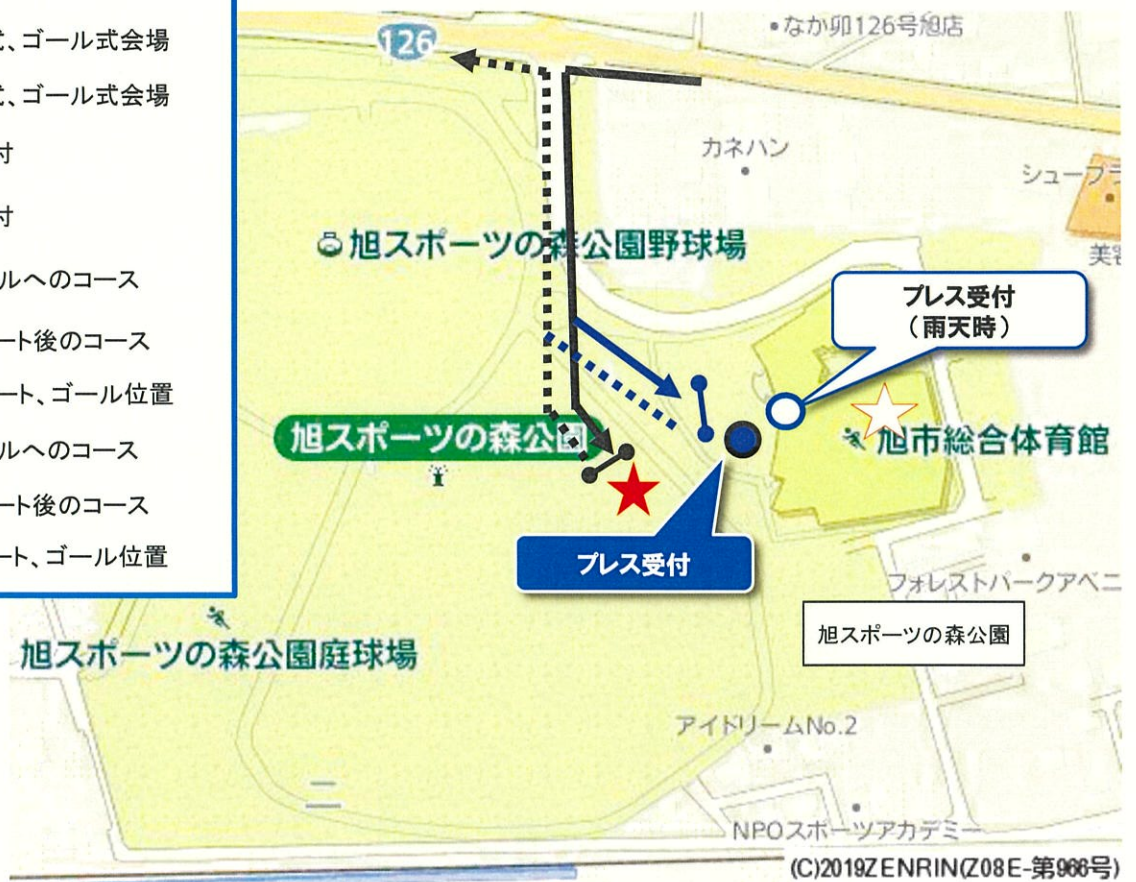 式、ゴール式会場
式、ゴール式会場
付
付
ルへのコース
ート後のコース
ート、ゴール位置
ルへのコース
ート後のコース
ート、ゴール位置
126
なか卯126号旭店
カネハン
シュープラ
美容
旭スポーツの森公園野球場
プレス受付
（雨天時）
旭スポーツの森公園
旭市総合体育館
プレス受付
フォレストパークアベニ
旭スポーツの森公園
旭スポーツの森公園庭球場
アイドリームNo.2
NPOスポーツアカデミー
(C)2019ZENRIN(Z08E-第966号)